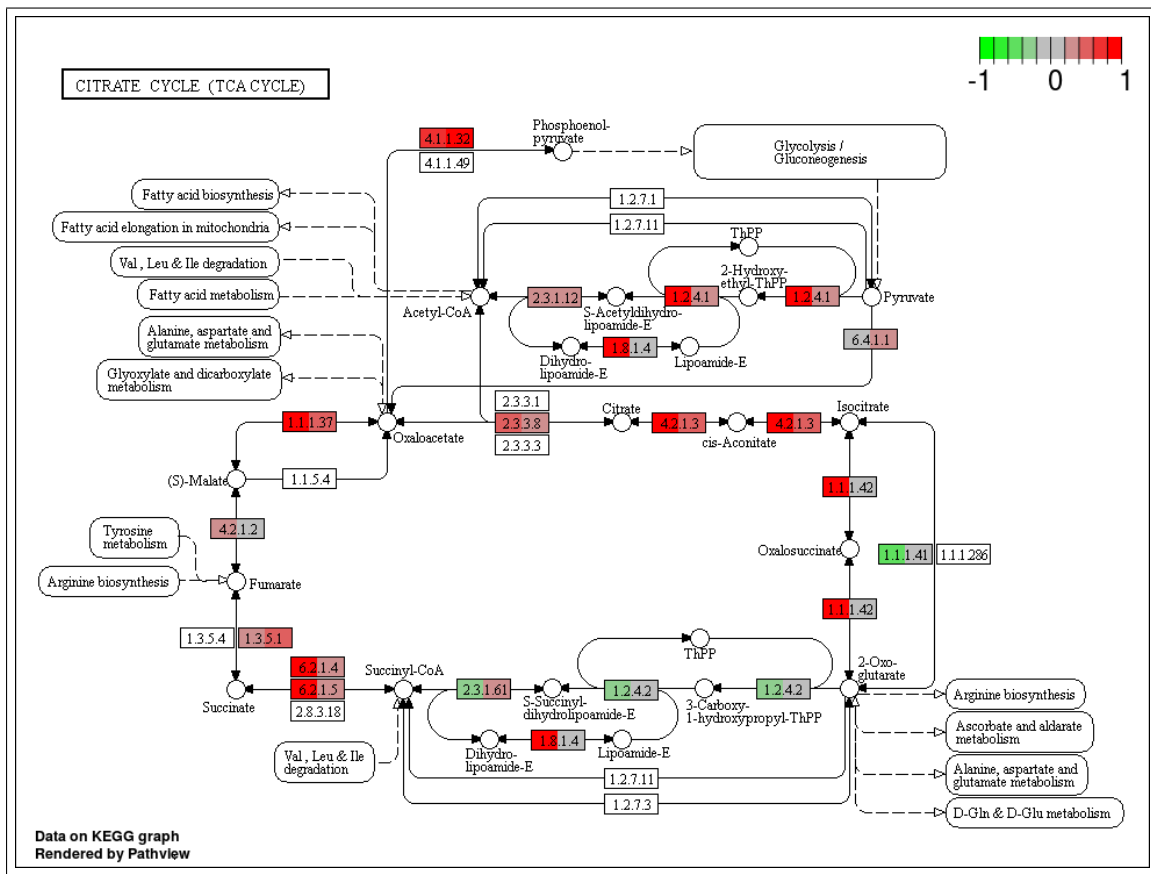 -1 0 1
CITRATE CYCLE (TCA CYCLE)
4.1.1.32
4.1.1.49
Phosphoenol-
pyruvate
Glycolysis /
Gluconeogenesis
Fatty acid biosynthesis
Fatty acid elongation in mitochondria
Val , Leu & Ile degradation
Fatty acid metabolism
Alanine, aspartate and
glutamate metabolism
Glyoxylate and dicarboxylate
metabolism
1.2.7.1
1.2.7.11
ThPP
2-Hydroxy-
ethyl-ThPP
Acetyl-CoA
2.3.1.12
S-Acetyldihydro-
lipoamide-E
1.2.4.1
1.2.4.1
Pyruvate
6.4.1.1
Dihydro-
lipoamide-E
1.8.1.4
Lipoamide-E
1.1.1.37
Oxaloacetate
2.3.3.1
2.3.3.8
2.3.3.3
Citrate
4.2.1.3
cis-Aconitate
4.2.1.3
Isocitrate
(S)-Malate
1.1.5.4
1.1.1.42
4.2.1.2
Tyrosine
metabolism
Oxalosuccinate
1.1.1.41
1.1.1.286
Arginine biosynthesis
Fumarate
1.1.1.42
1.3.5.4
1.3.5.1
ThPP
6.2.1.4
6.2.1.5
2.8.3.18
Succinate
Succinyl-CoA
2.3.1.61
S-Succinyl-
dihydrolipoamide-E
1.2.4.2
3-Carboxy-
1-hydroxypropyl-ThPP
1.2.4.2
2-Oxo-
glutarate
Arginine biosynthesis
Ascorbate and aldarate
metabolism
Alanine, aspartate and
glutamate metabolism
D-Gln & D-Glu metabolism
Val , Leu & Ile
degradation
Dihydro-
lipoamide-E
1.8.1.4
Lipoamide-E
1.2.7.11
1.2.7.3
Data on KEGG graph
Rendered by Pathview